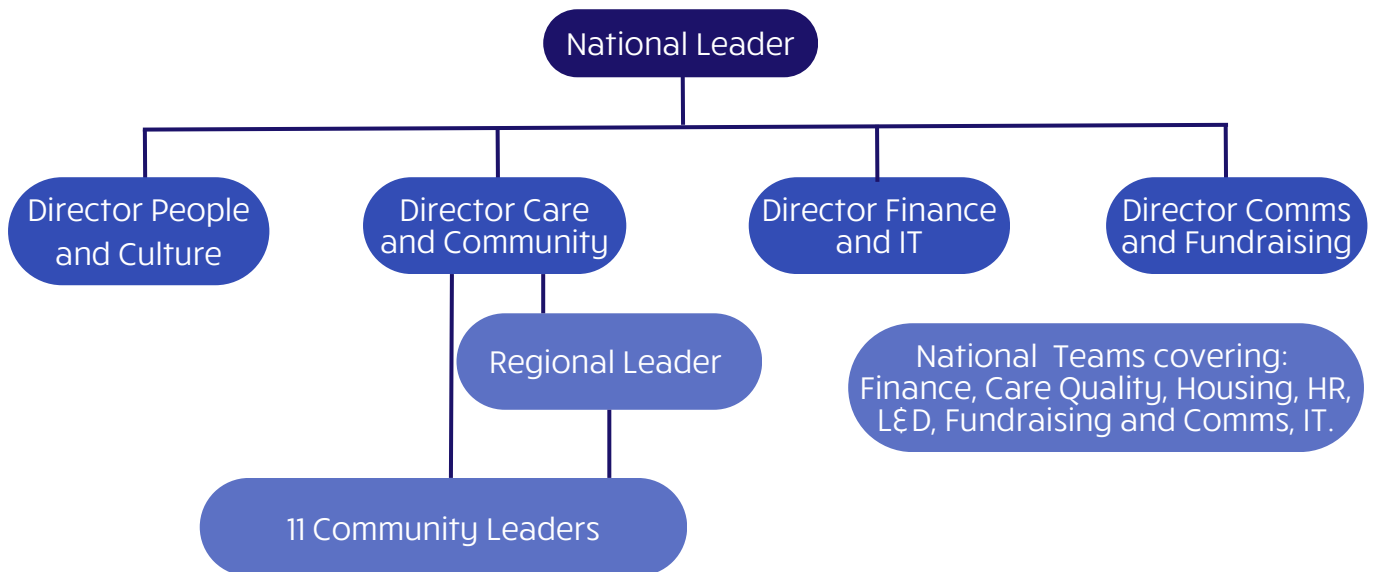 National Leader
Director People
and Culture
Director Care
and Community
Director Finance
and IT
Director Comms
and Fundraising
Regional Leader
National Teams covering:
Finance, Care Quality, Housing, HR,
L&D, Fundraising and Comms, IT.
11 Community Leaders